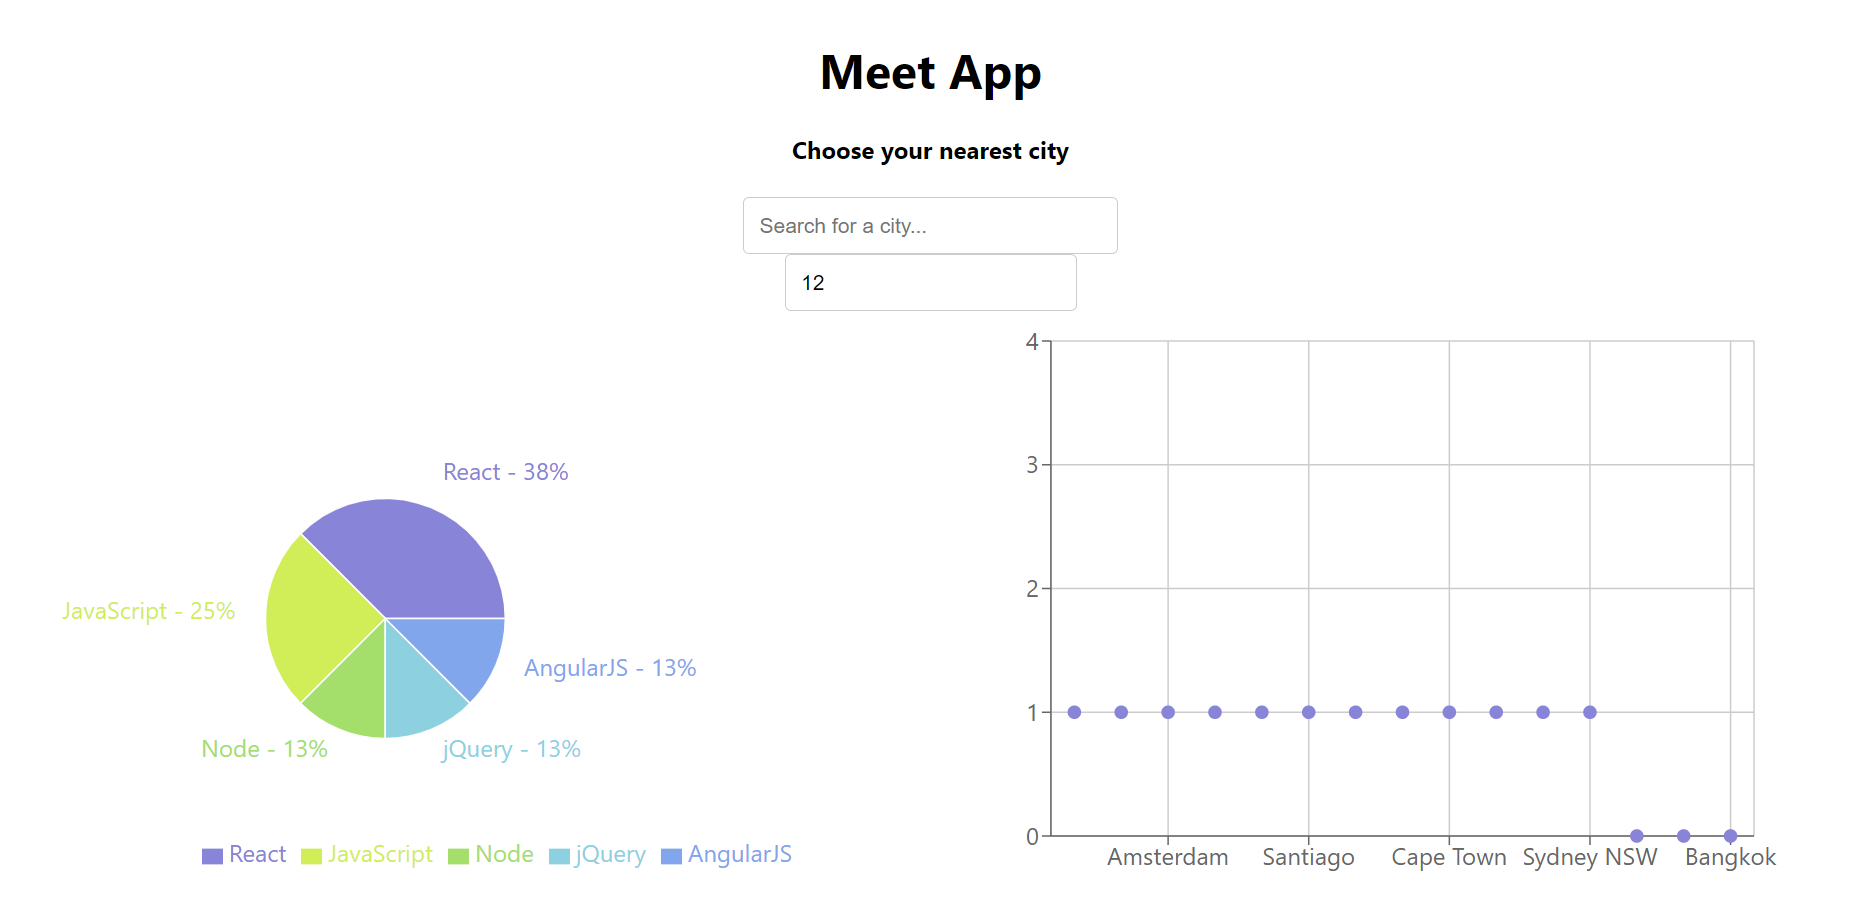 Meet App
Choose your nearest city
Search for a city...
12
React - 38%
JavaScript - 25%
AngularJS - 13%
Node - 13%
jQuery - 13%
React JavaScript Node jQuery AngularJS
4
3
2
1
0
Amsterdam Santiago Cape Town Sydney NSW Bangkok